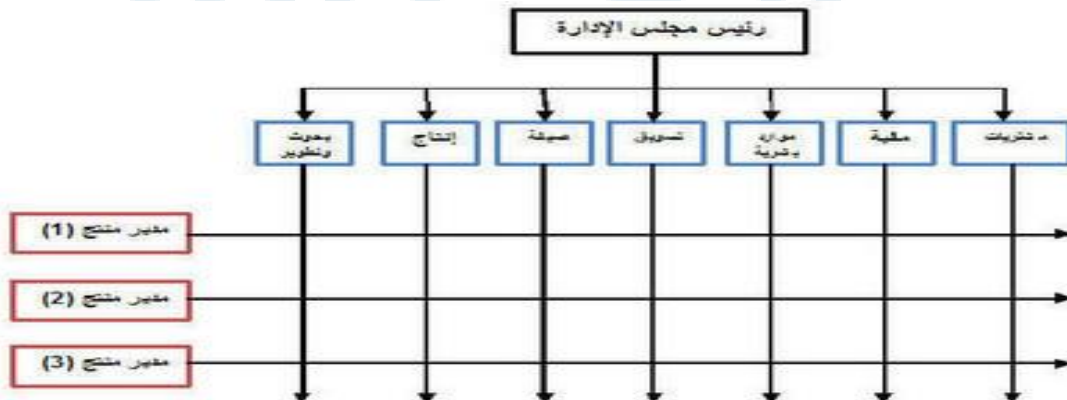 رئيس مجلس الإدارة
مشتريات
مالية
موارد
بشرية
تسويق
صيانة
إنتاج
بحوث
وتطوير
مدير منتج (1)
مدير منتج (2)
مدير منتج (3)